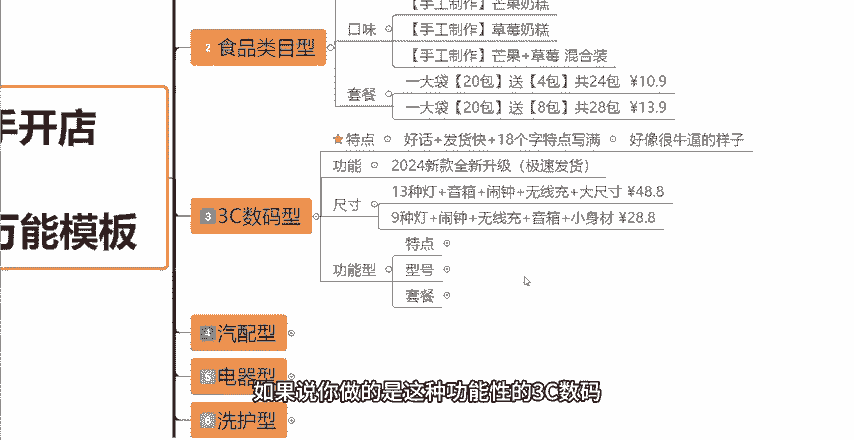 【手工制作】芒果奶糕
2 食品类目型
口味
【手工制作】草莓奶糕
【手工制作】芒果+草莓 混合装
套餐
一大袋【20包】送【4包】共24包 ¥10.9
一大袋【20包】送【8包】共28包 ¥13.9
手开店
万能模板
3 3C数码型
特点
好话+发货快+18个字特点写满
好像很牛逼的样子
功能
2024新款全新升级（极速发货）
尺寸
13种灯+音箱+闹钟+无线充+大尺寸 ¥48.8
9种灯+闹钟+无线充+音箱+小身材 ¥28.8
功能型
特点
型号
套餐
4 汽配型
5 电器型
6 洗护型
如果说你做的是这种功能性的3C数码